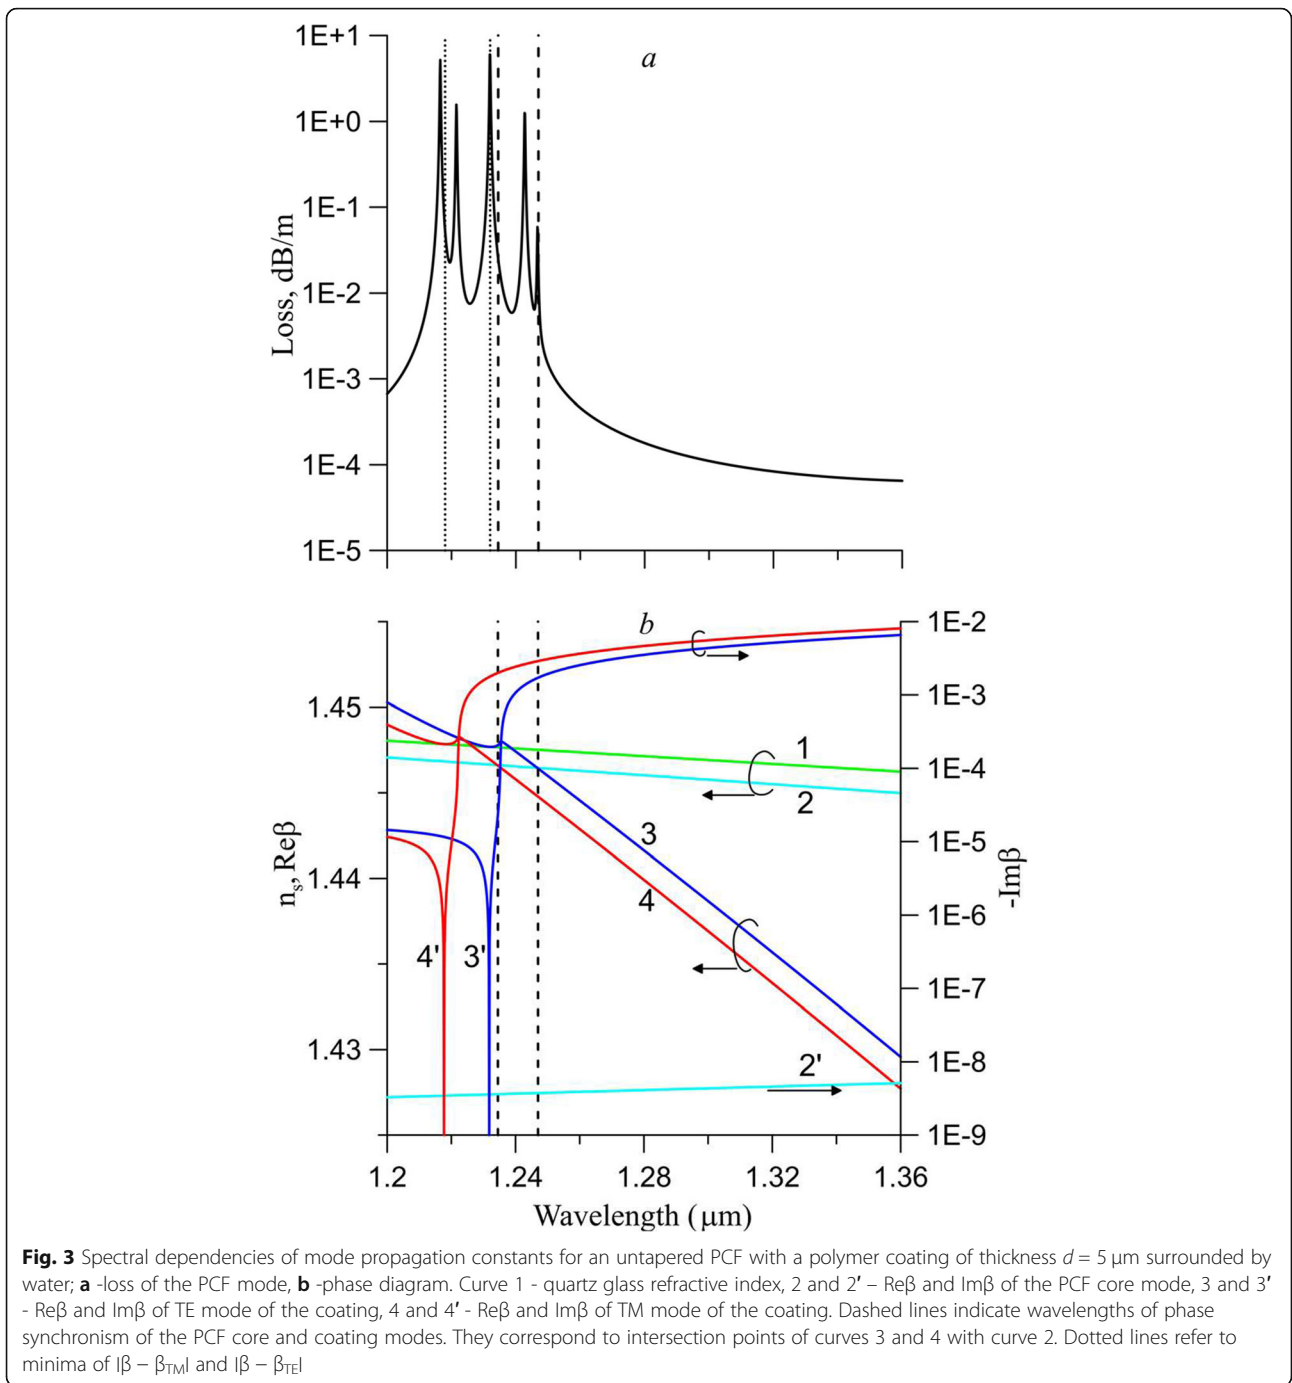 a
1E+1
1E+0
1E-1
1E-2
1E-3
1E-4
1E-5
Loss, dB/m
b
1.45
1.44
1.43
nₛ, Reβ
1E-2
1E-3
1E-4
1E-5
1E-6
1E-7
1E-8
1E-9
-Imβ
1
2
3
4
4'
3'
2'
1.2
1.24
1.28
1.32
1.36
Wavelength (μm)
Fig. 3 Spectral dependencies of mode propagation constants for an untapered PCF with a polymer coating of thickness d = 5 μm surrounded by
water; a -loss of the PCF mode, b -phase diagram. Curve 1 - quartz glass refractive index, 2 and 2′ – Reβ and Imβ of the PCF core mode, 3 and 3′
- Reβ and Imβ of TE mode of the coating, 4 and 4′ - Reβ and Imβ of TM mode of the coating. Dashed lines indicate wavelengths of phase
synchronism of the PCF core and coating modes. They correspond to intersection points of curves 3 and 4 with curve 2. Dotted lines refer to
minima of |β – β_TM| and |β – β_TE|